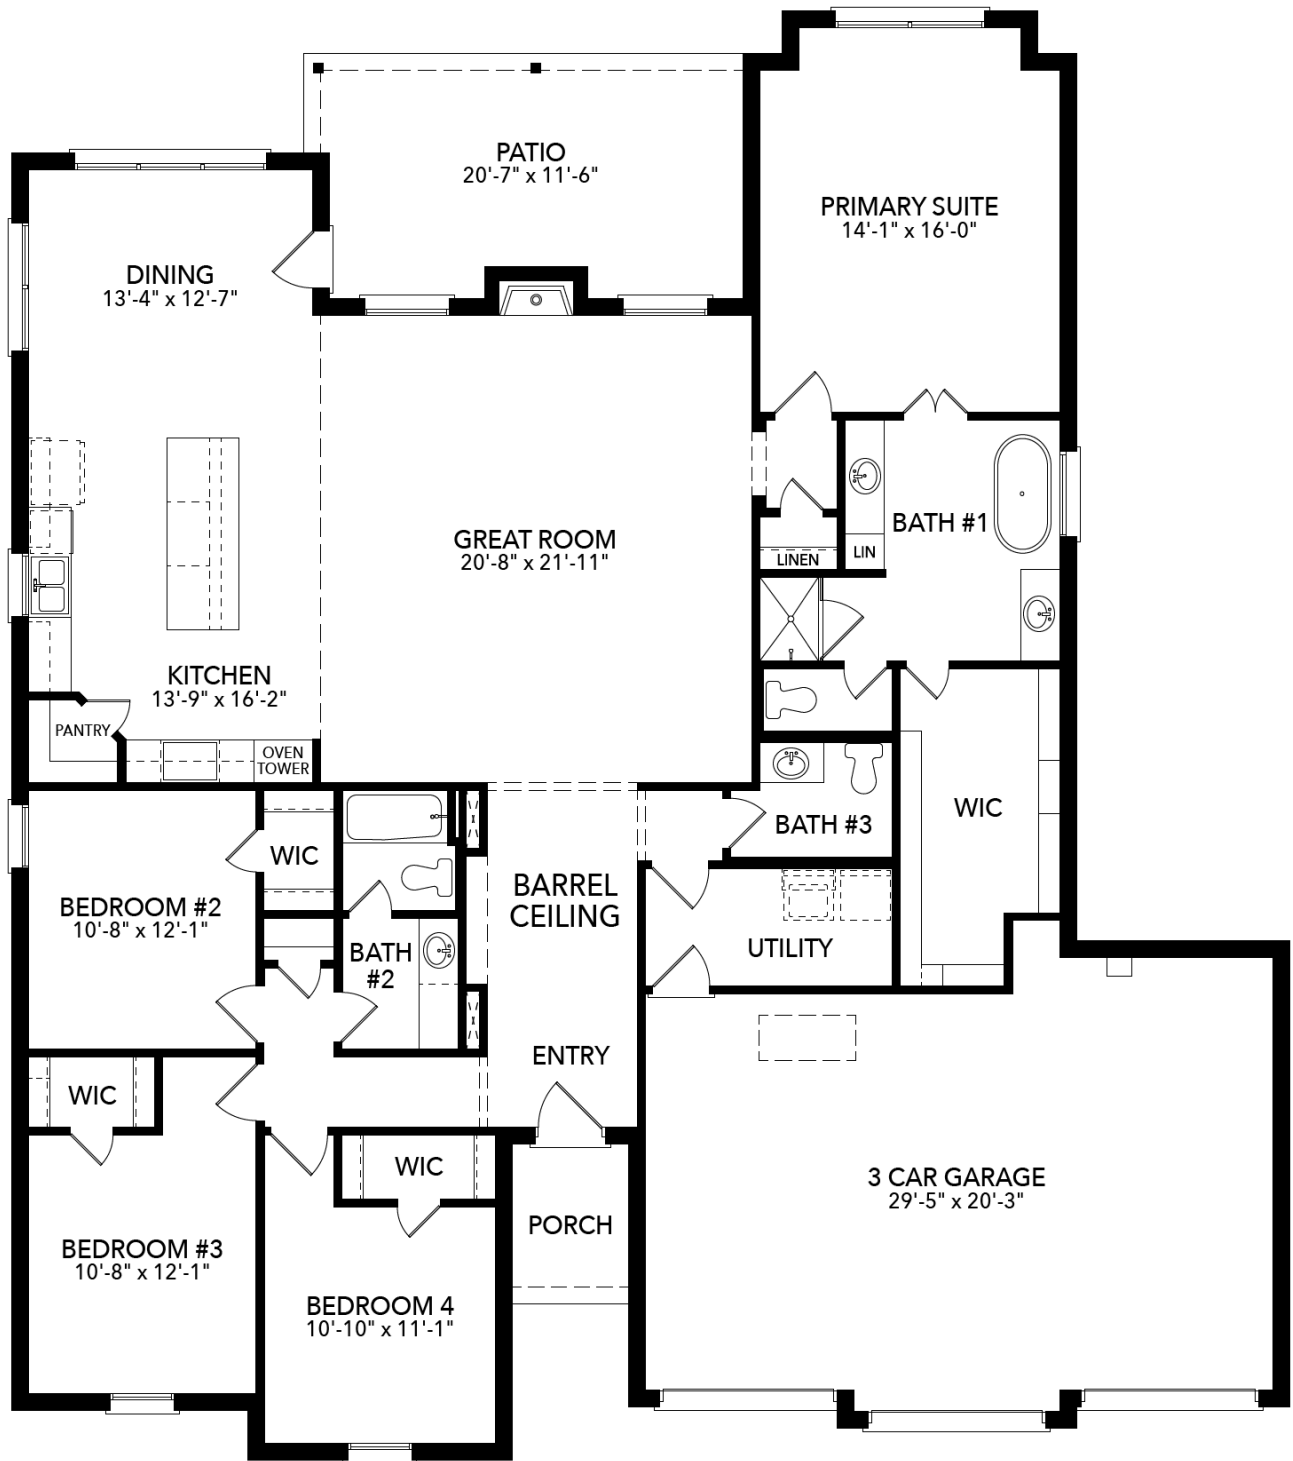 PATIO
20'-7" x 11'-6"
PRIMARY SUITE
14'-1" x 16'-0"
DINING
13'-4" x 12'-7"
GREAT ROOM
20'-8" x 21'-11"
BATH #1
LIN
LINEN
KITCHEN
13'-9" x 16'-2"
PANTRY
OVEN
TOWER
WIC
BATH #3
WIC
BARREL
CEILING
BEDROOM #2
10'-8" x 12'-1"
BATH
#2
UTILITY
ENTRY
WIC
WIC
3 CAR GARAGE
29'-5" x 20'-3"
PORCH
BEDROOM #3
10'-8" x 12'-1"
BEDROOM 4
10'-10" x 11'-1"